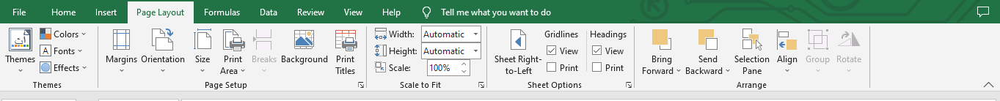 File Home Insert Page Layout Formulas Data Review View Help Tell me what you want to do
Themes
Colors
A Fonts
Effects
Themes
Margins
Orientation
Size
Print
Area
Breaks
Background
Print
Titles
Page Setup
Width: Automatic
Height: Automatic
Scale: 100%
Scale to Fit
Sheet Right-
to-Left
Gridlines
View
Print
Headings
View
Print
Sheet Options
Bring
Forward
Send
Backward
Selection
Pane
Align
Group
Rotate
Arrange